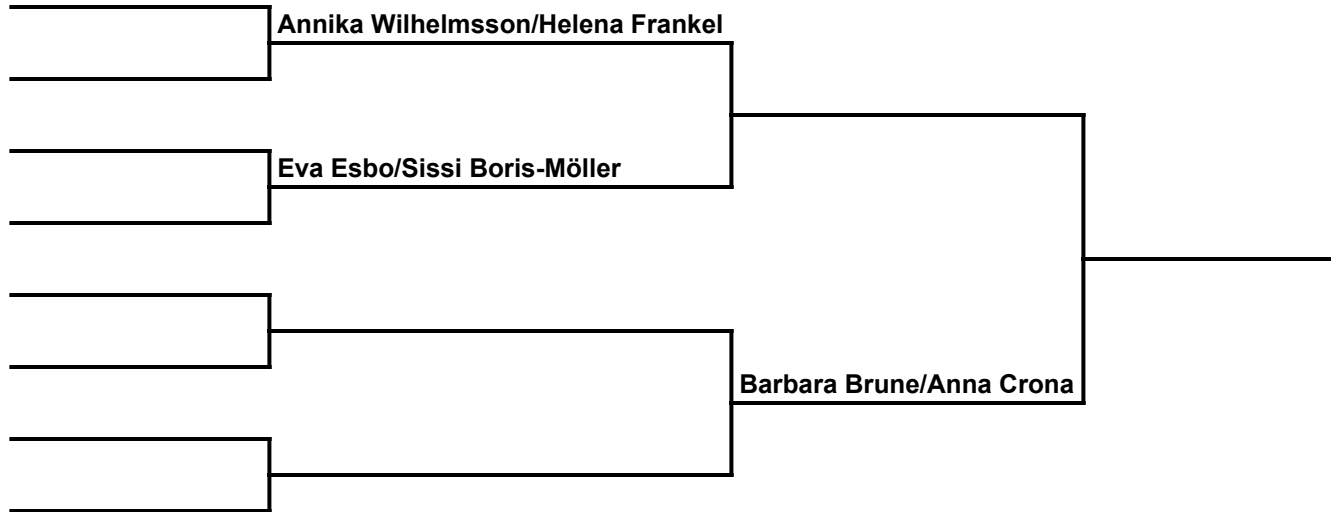 Annika Wilhelmsson/Helena Frankel
Eva Esbo/Sissi Boris-Möller
Barbara Brune/Anna Crona